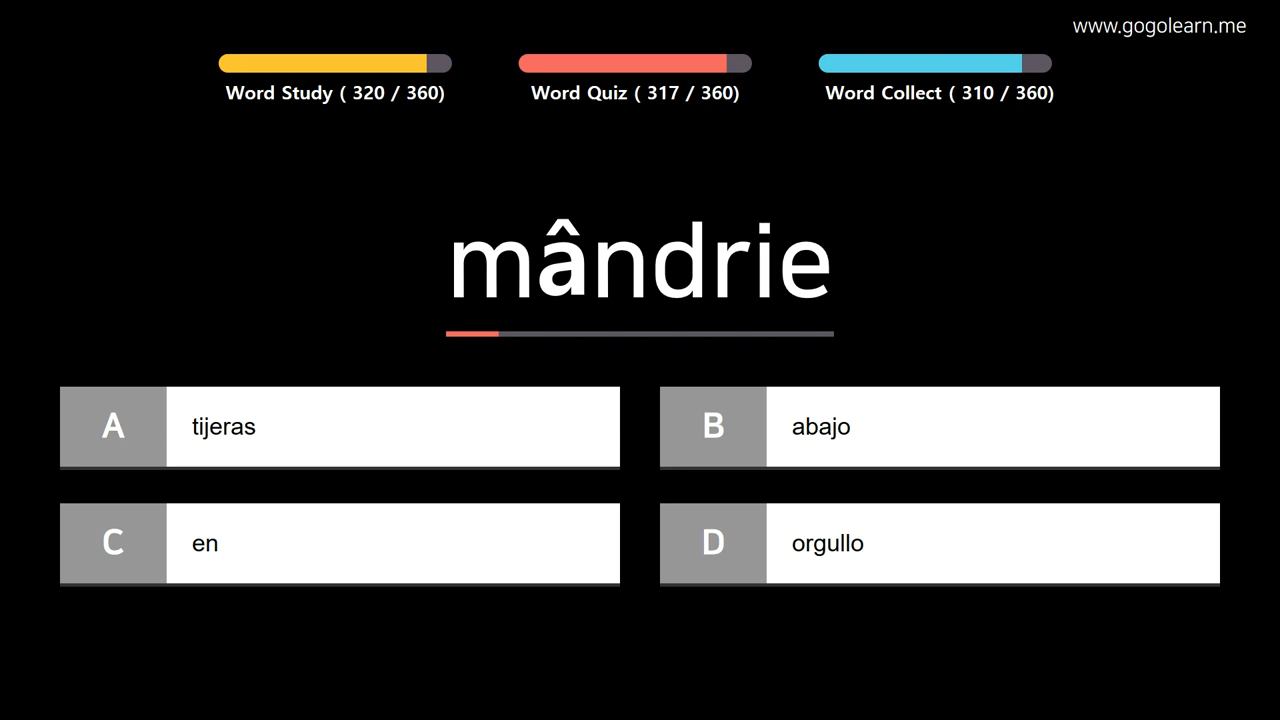 www.gogolearn.me
Word Study ( 320 / 360)
Word Quiz ( 317 / 360)
Word Collect ( 310 / 360)
mândrie
A tijeras
B abajo
C en
D orgullo